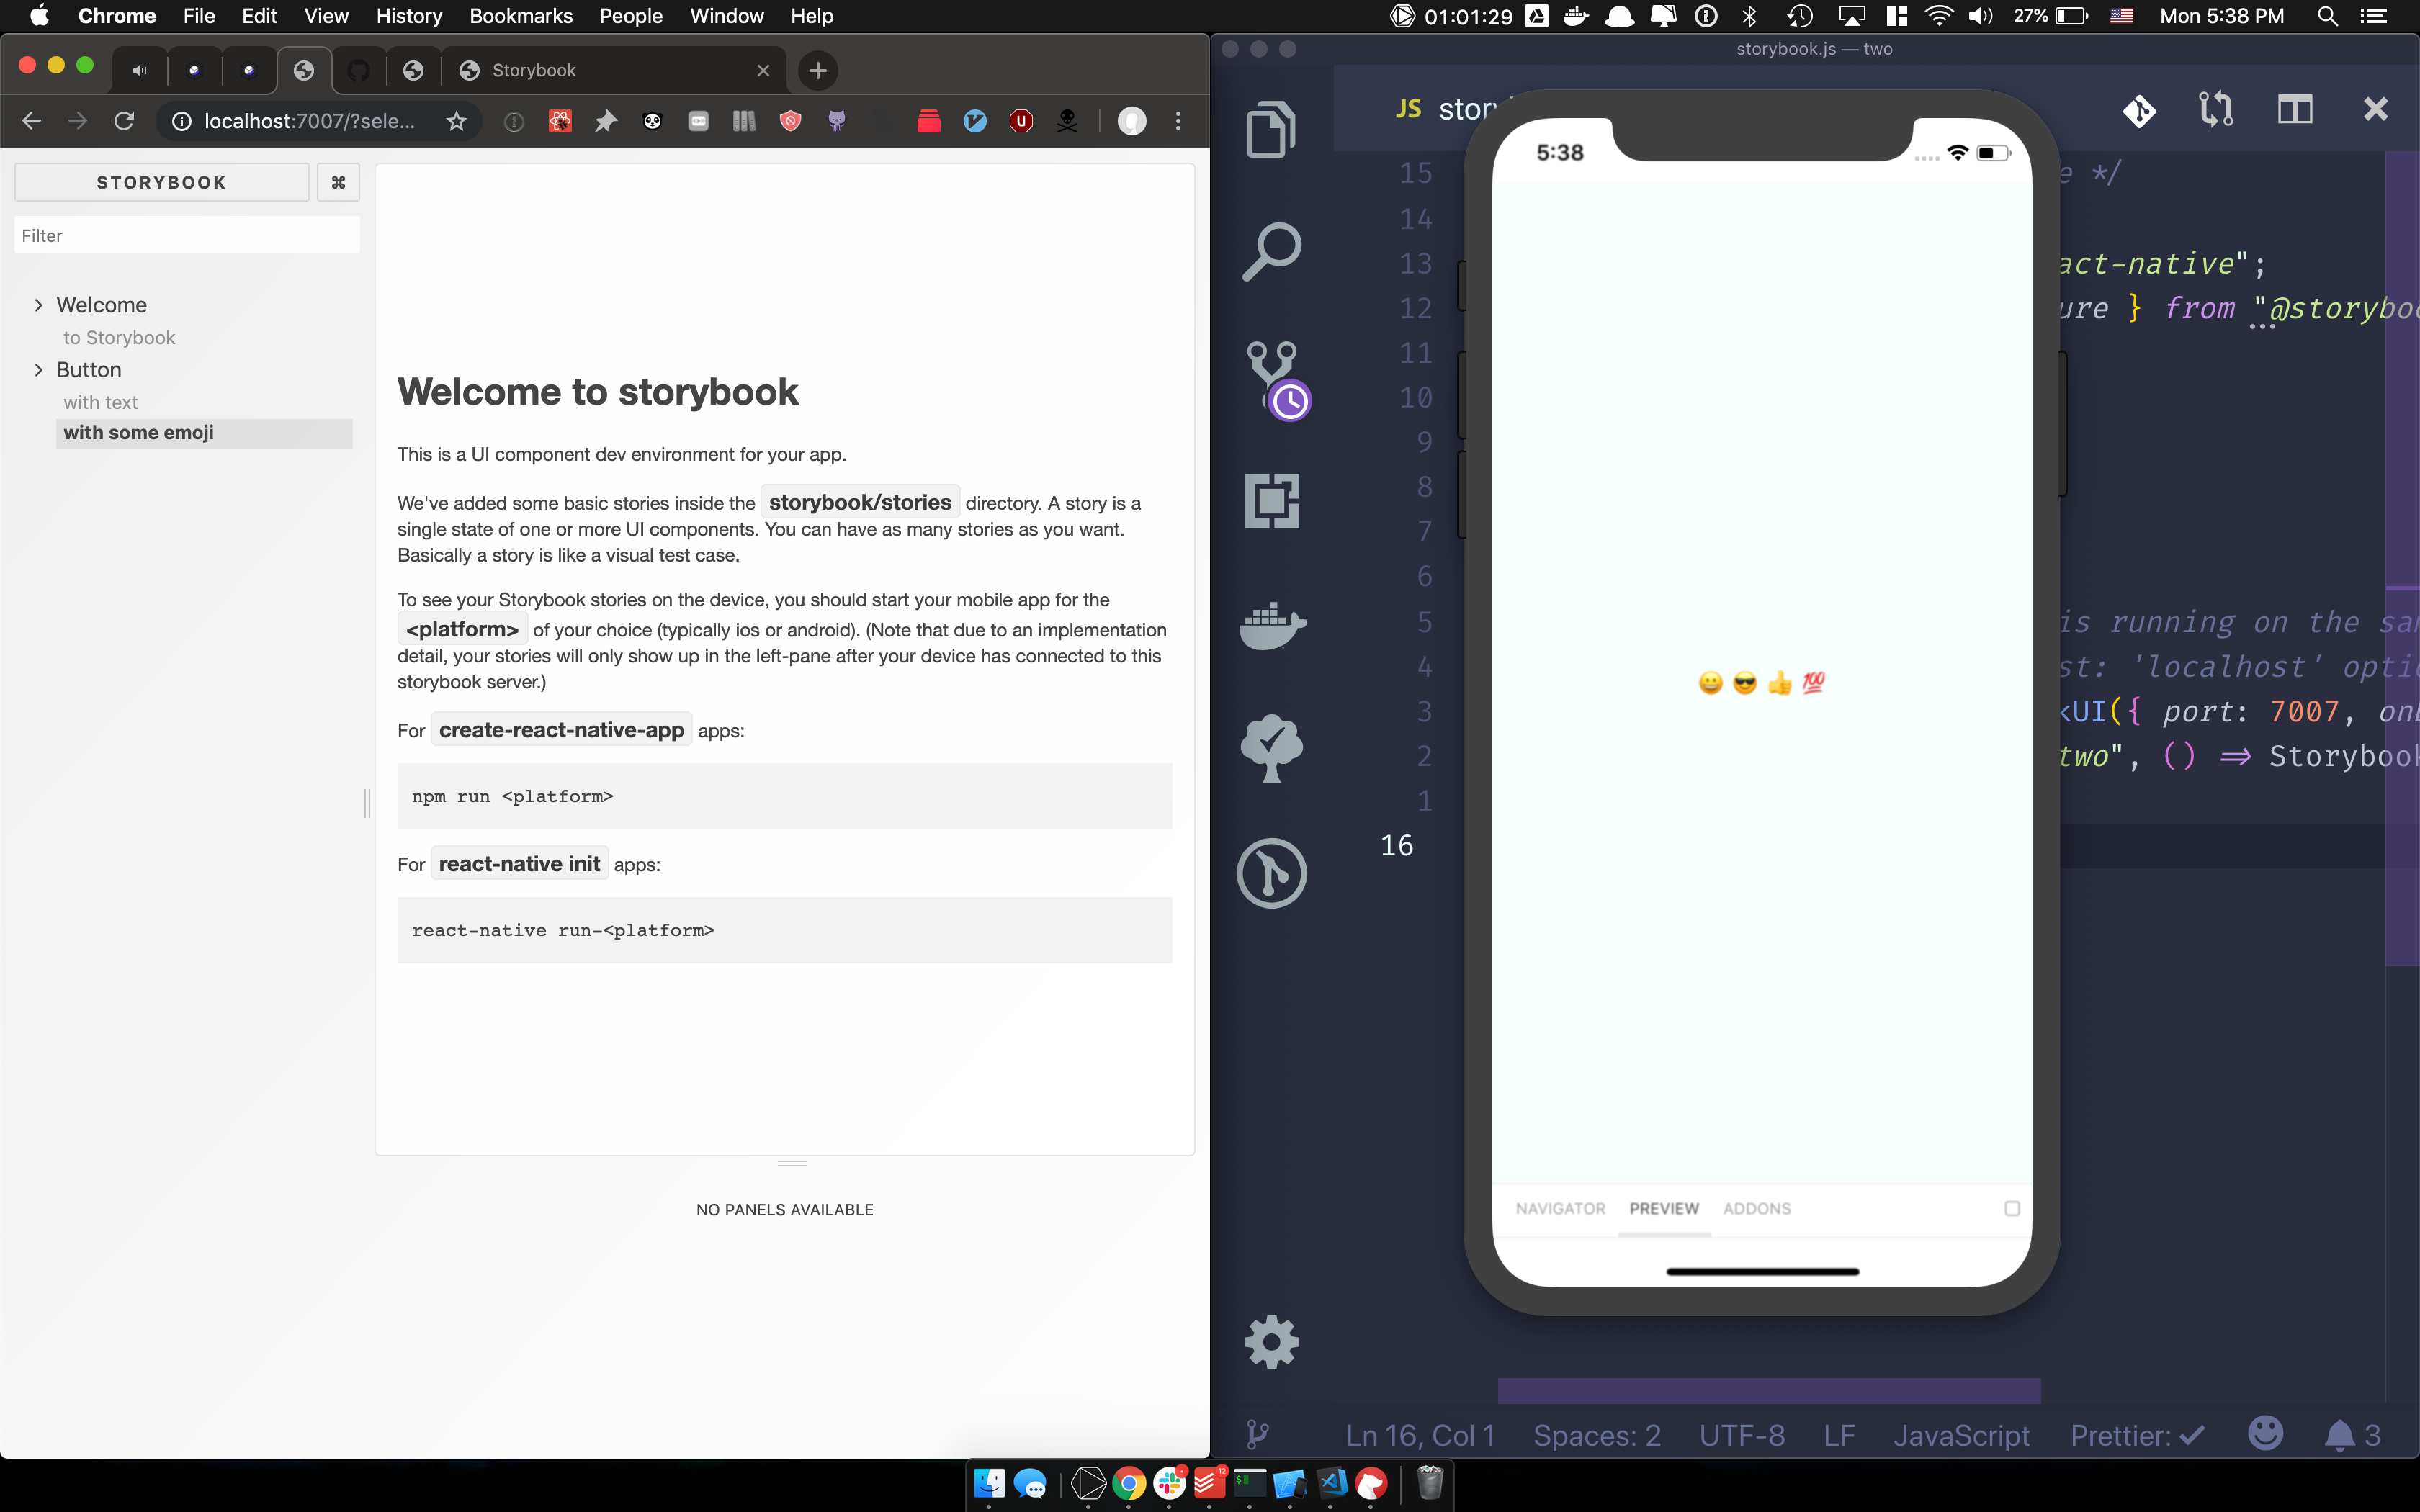 Chrome File Edit View History Bookmarks People Window Help
01:01:29 27% Mon 5:38 PM
Storybook
localhost:7007/?sele...
STORYBOOK ⌘
Filter
Welcome
to Storybook
Button
with text
with some emoji
Welcome to storybook
This is a UI component dev environment for your app.
We've added some basic stories inside the storybook/stories directory. A story is a
single state of one or more UI components. You can have as many stories as you want.
Basically a story is like a visual test case.
To see your Storybook stories on the device, you should start your mobile app for the
<platform> of your choice (typically ios or android). (Note that due to an implementation
detail, your stories will only show up in the left-pane after your device has connected to this
storybook server.)
For create-react-native-app apps:
npm run <platform>
For react-native init apps:
react-native run-<platform>
NO PANELS AVAILABLE
storybook.js — two
JS story
15 e */
14
13 act-native";
12 ure } from "@storyboo
11
10
9
8
7
6
5 is running on the sam
4 st: 'localhost' optio
3 kUI({ port: 7007, on
2 two", () => Storybook
1
16
5:38
😀 😎 👍 💯
NAVIGATOR PREVIEW ADDONS
Ln 16, Col 1 Spaces: 2 UTF-8 LF JavaScript Prettier: ✓ 3
12